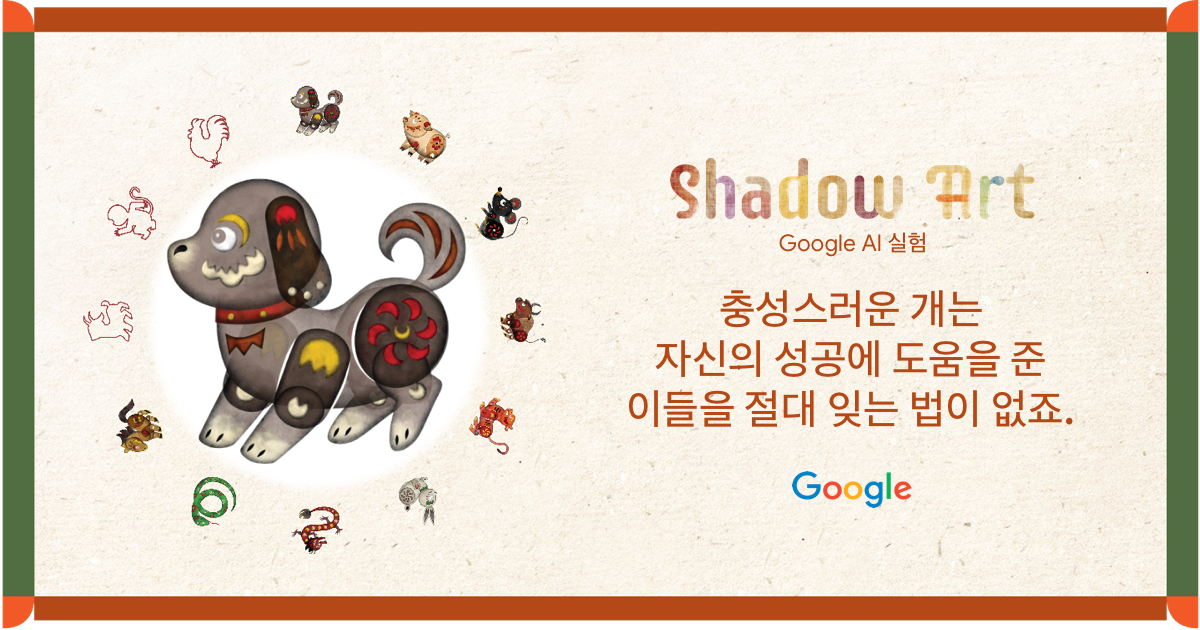 Shadow Art
Google AI 실험
충성스러운 개는
자신의 성공에 도움을 준
이들을 절대 잊는 법이 없죠.
Google